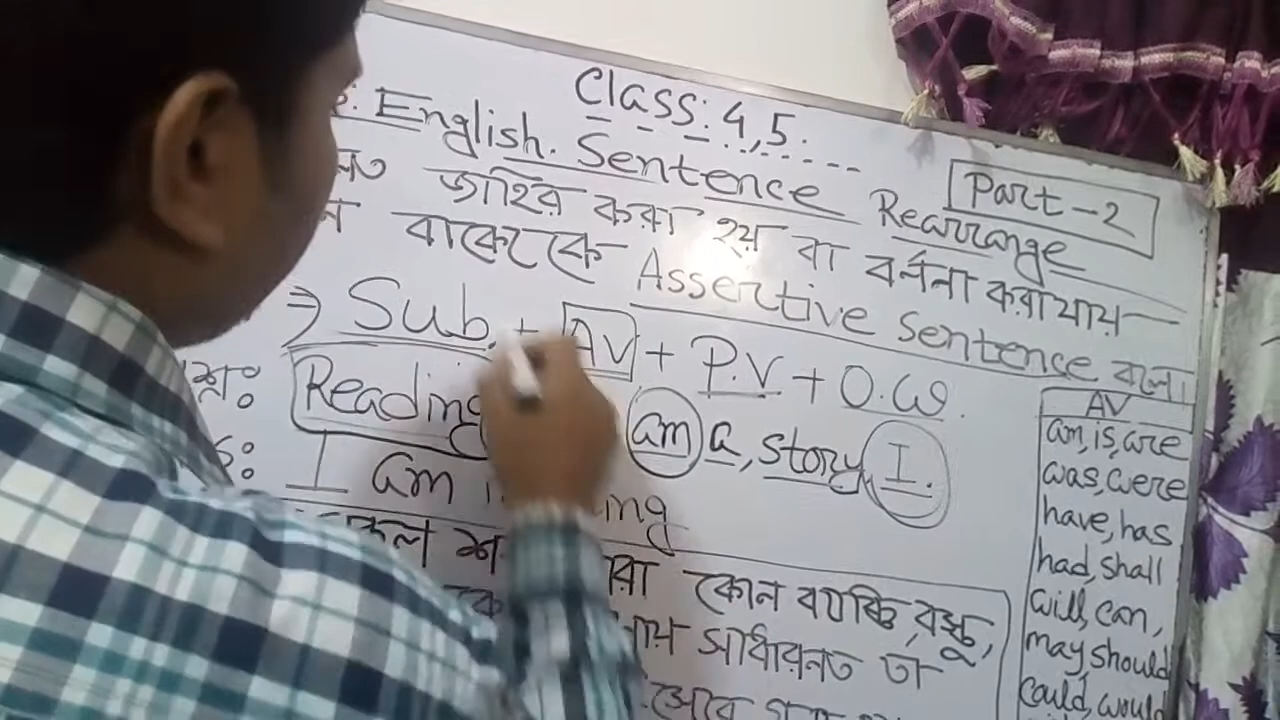 Class: 4,5.
English. Sentence Rearrange
Part-2
জাহির করা হয় বা বর্ননা করা যায়
বাক্যেকে Assertive Sentence বলে।
⇒ Sub. + AV + P.V + O.W.
Reading am a, story, I.
I am
কোন ব্যক্তি, বস্তু,
সাধারনত তা
AV
am, is, are
was, were
have, has
had, shall
will, can,
may, should
could, would